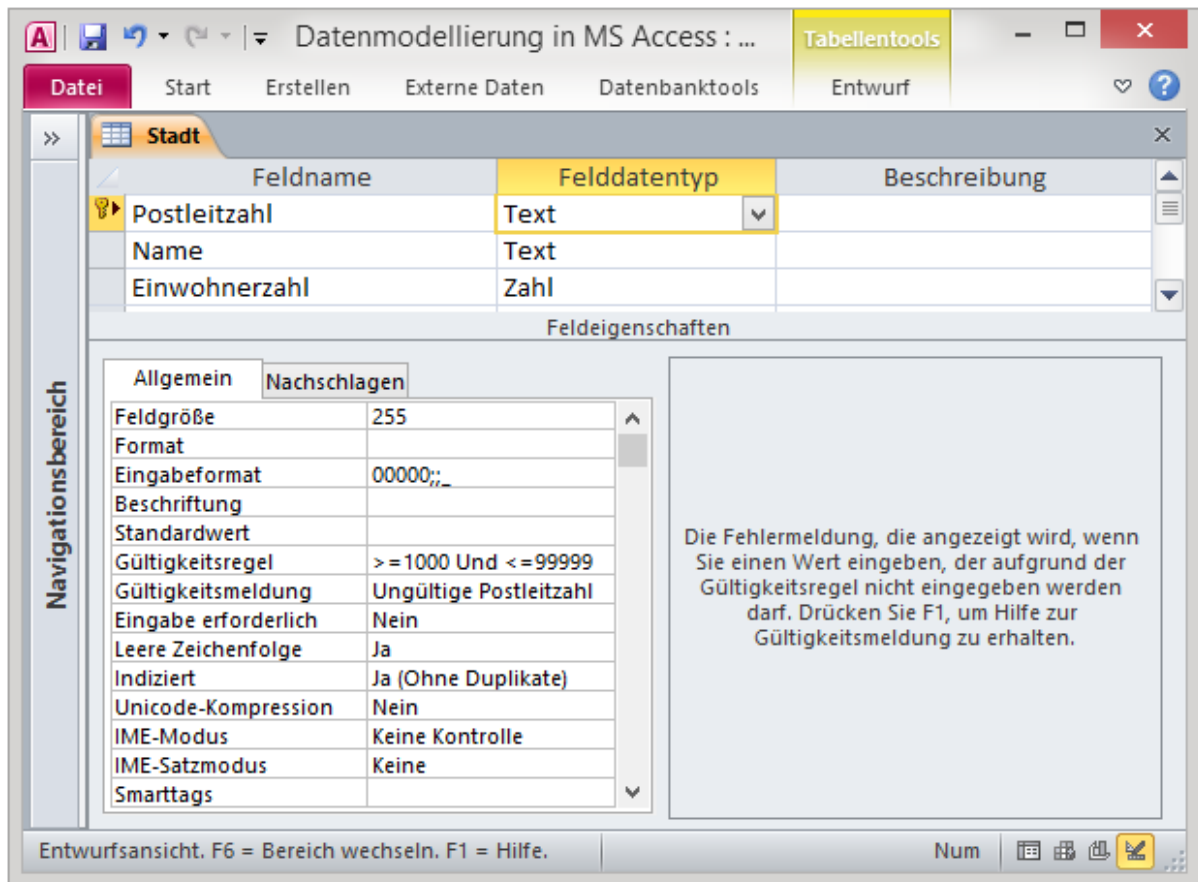 A Datenmodellierung in MS Access : ... Tabellentools
Datei Start Erstellen Externe Daten Datenbanktools Entwurf ?
» Stadt
Feldname Felddatentyp Beschreibung
Postleitzahl Text
Name Text
Einwohnerzahl Zahl
Feldeigenschaften
Navigationsbereich
Allgemein Nachschlagen
Feldgröße 255
Format
Eingabeformat 00000;;_
Beschriftung
Standardwert
Gültigkeitsregel >=1000 Und <=99999
Gültigkeitsmeldung Ungültige Postleitzahl
Eingabe erforderlich Nein
Leere Zeichenfolge Ja
Indiziert Ja (Ohne Duplikate)
Unicode-Kompression Nein
IME-Modus Keine Kontrolle
IME-Satzmodus Keine
Smarttags
Die Fehlermeldung, die angezeigt wird, wenn
Sie einen Wert eingeben, der aufgrund der
Gültigkeitsregel nicht eingegeben werden
darf. Drücken Sie F1, um Hilfe zur
Gültigkeitsmeldung zu erhalten.
Entwurfsansicht. F6 = Bereich wechseln. F1 = Hilfe. Num